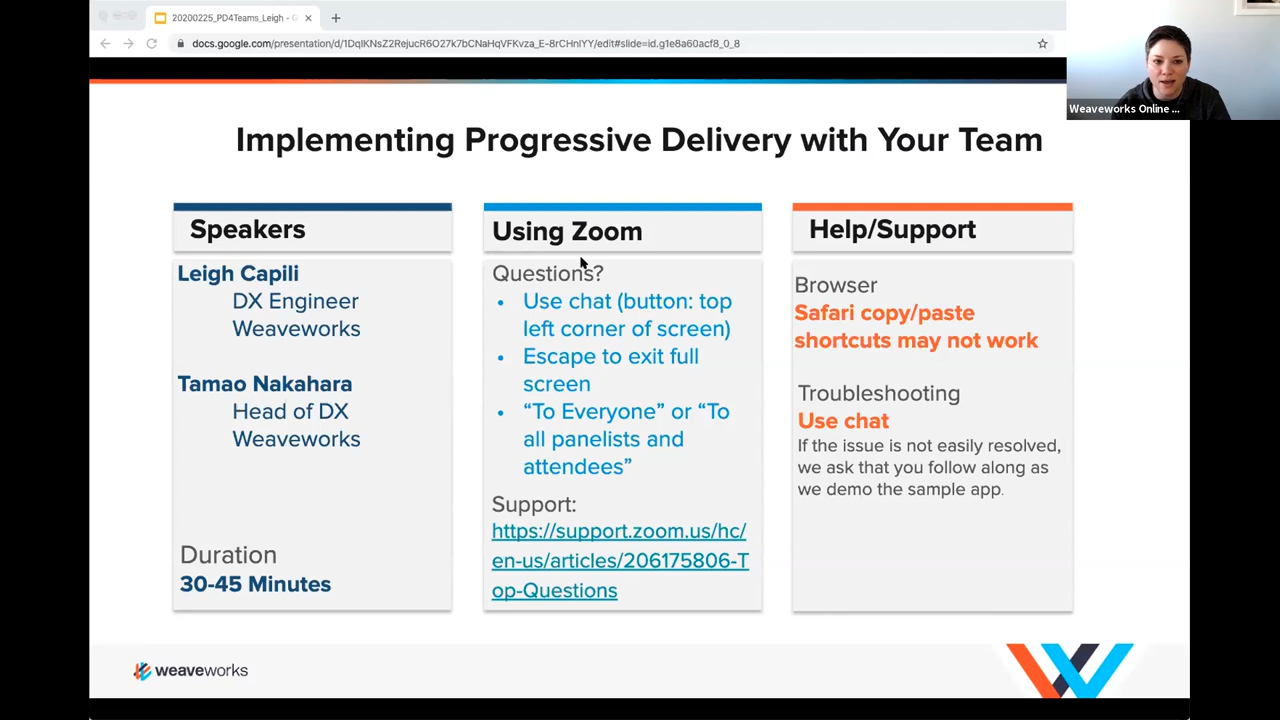 20200225_PD4Teams_Leigh - G
docs.google.com/presentation/d/1DqIKNsZ2RejucR6O27k7bCNaHqVFKvza_E-8rCHnIYY/edit#slide=id.g1e8a60acf8_0_8
Weaveworks Online ...
Implementing Progressive Delivery with Your Team
Speakers
Leigh Capili
DX Engineer
Weaveworks
Tamao Nakahara
Head of DX
Weaveworks
Duration
30-45 Minutes
Using Zoom
Questions?
• Use chat (button: top
left corner of screen)
• Escape to exit full
screen
• “To Everyone” or “To
all panelists and
attendees”
Support:
https://support.zoom.us/hc/
en-us/articles/206175806-T
op-Questions
Help/Support
Browser
Safari copy/paste
shortcuts may not work
Troubleshooting
Use chat
If the issue is not easily resolved,
we ask that you follow along as
we demo the sample app.
weaveworks